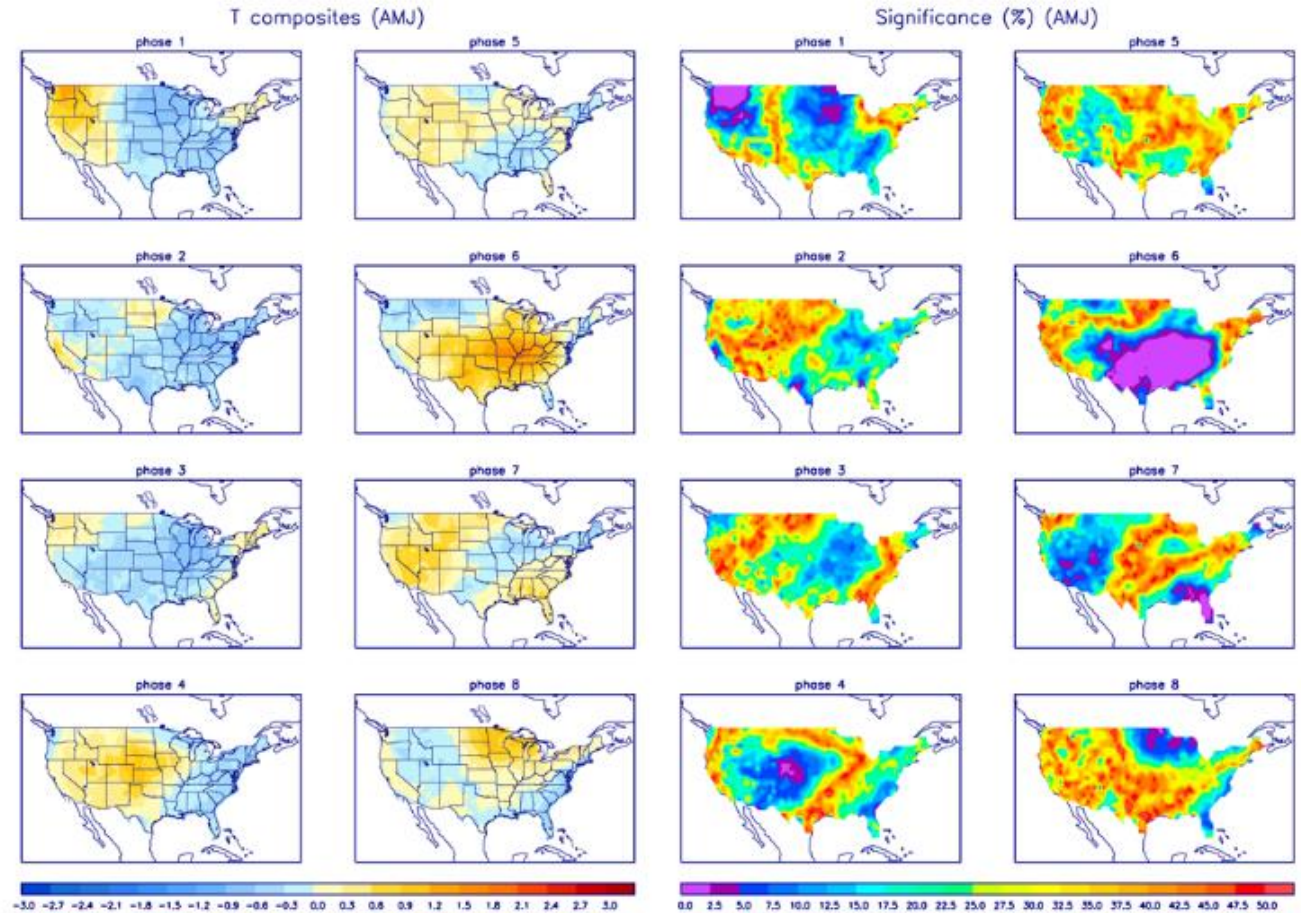 T composites (AMJ) Significance (%) (AMJ)
phase 1 phase 5 phase 1 phase 5
phase 2 phase 6 phase 2 phase 6
phase 3 phase 7 phase 3 phase 7
phase 4 phase 8 phase 4 phase 8
-3.0 -2.7 -2.4 -2.1 -1.8 -1.5 -1.2 -0.9 -0.6 -0.3 0.0 0.3 0.6 0.9 1.2 1.5 1.8 2.1 2.4 2.7 3.0 0.0 2.5 5.0 7.5 10.0 12.5 15.0 17.5 20.0 22.5 25.0 27.5 30.0 32.5 35.0 37.5 40.0 42.5 45.0 47.5 50.0